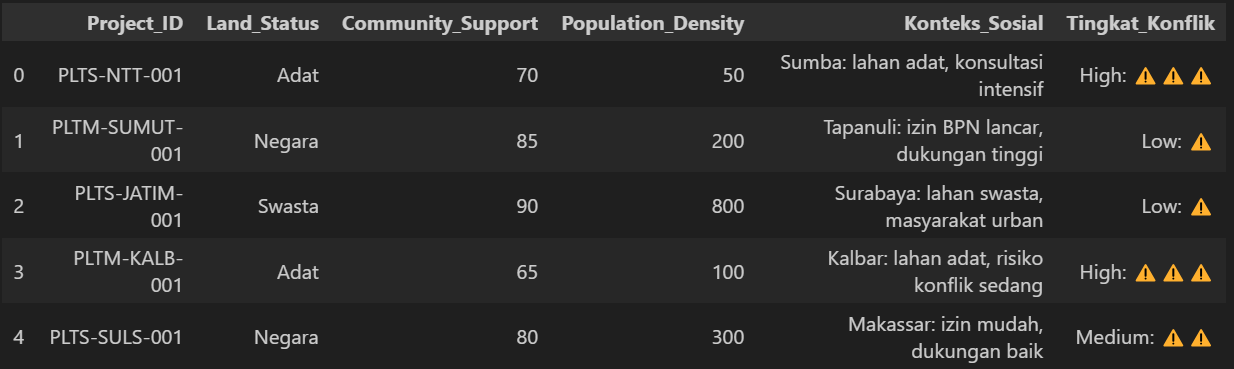 Project_ID Land_Status Community_Support Population_Density Konteks_Sosial Tingkat_Konflik
0 PLTS-NTT-001 Adat 70 50 Sumba: lahan adat, konsultasi intensif High: ⚠️ ⚠️ ⚠️
1 PLTM-SUMUT-001 Negara 85 200 Tapanuli: izin BPN lancar, dukungan tinggi Low: ⚠️
2 PLTS-JATIM-001 Swasta 90 800 Surabaya: lahan swasta, masyarakat urban Low: ⚠️
3 PLTM-KALB-001 Adat 65 100 Kalbar: lahan adat, risiko konflik sedang High: ⚠️ ⚠️ ⚠️
4 PLTS-SULS-001 Negara 80 300 Makassar: izin mudah, dukungan baik Medium: ⚠️ ⚠️